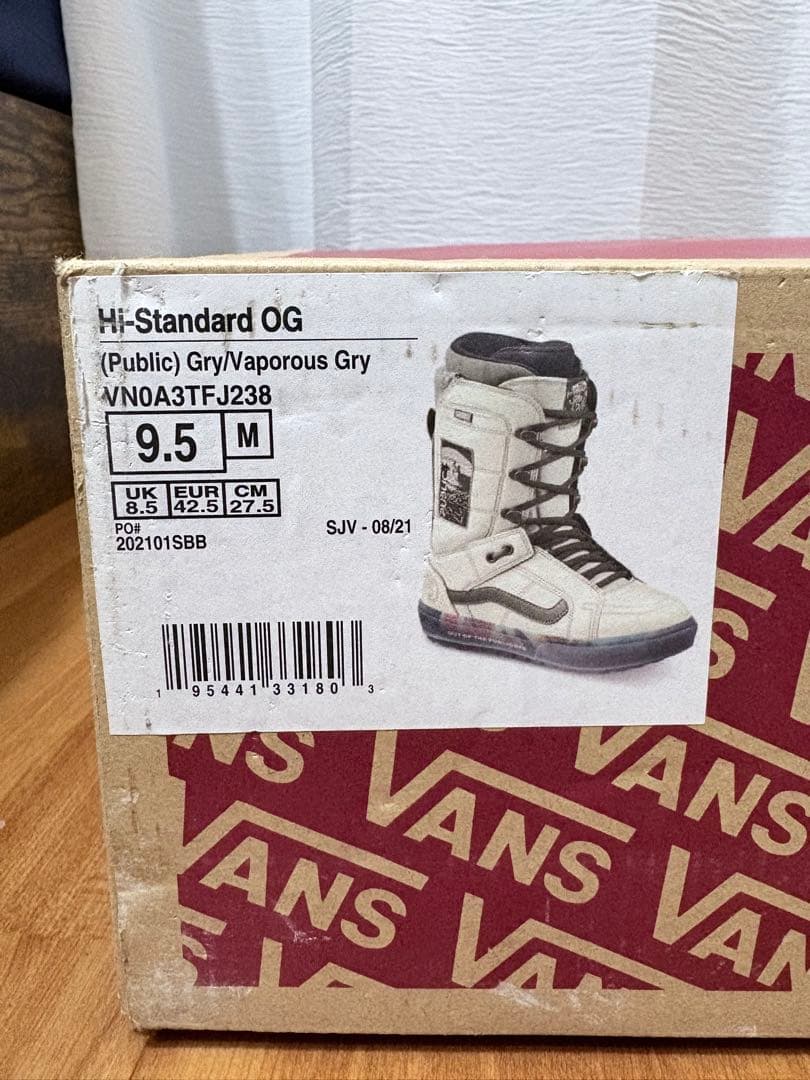 Hi-Standard OG
(Public) Gry/Vaporous Gry
VN0A3TFJ238
9.5 M
UK EUR CM
8.5 42.5 27.5
PO#
202101SBB
SJV - 08/21
1 95441 33180 3
VANS
VANS
VANS
VANS